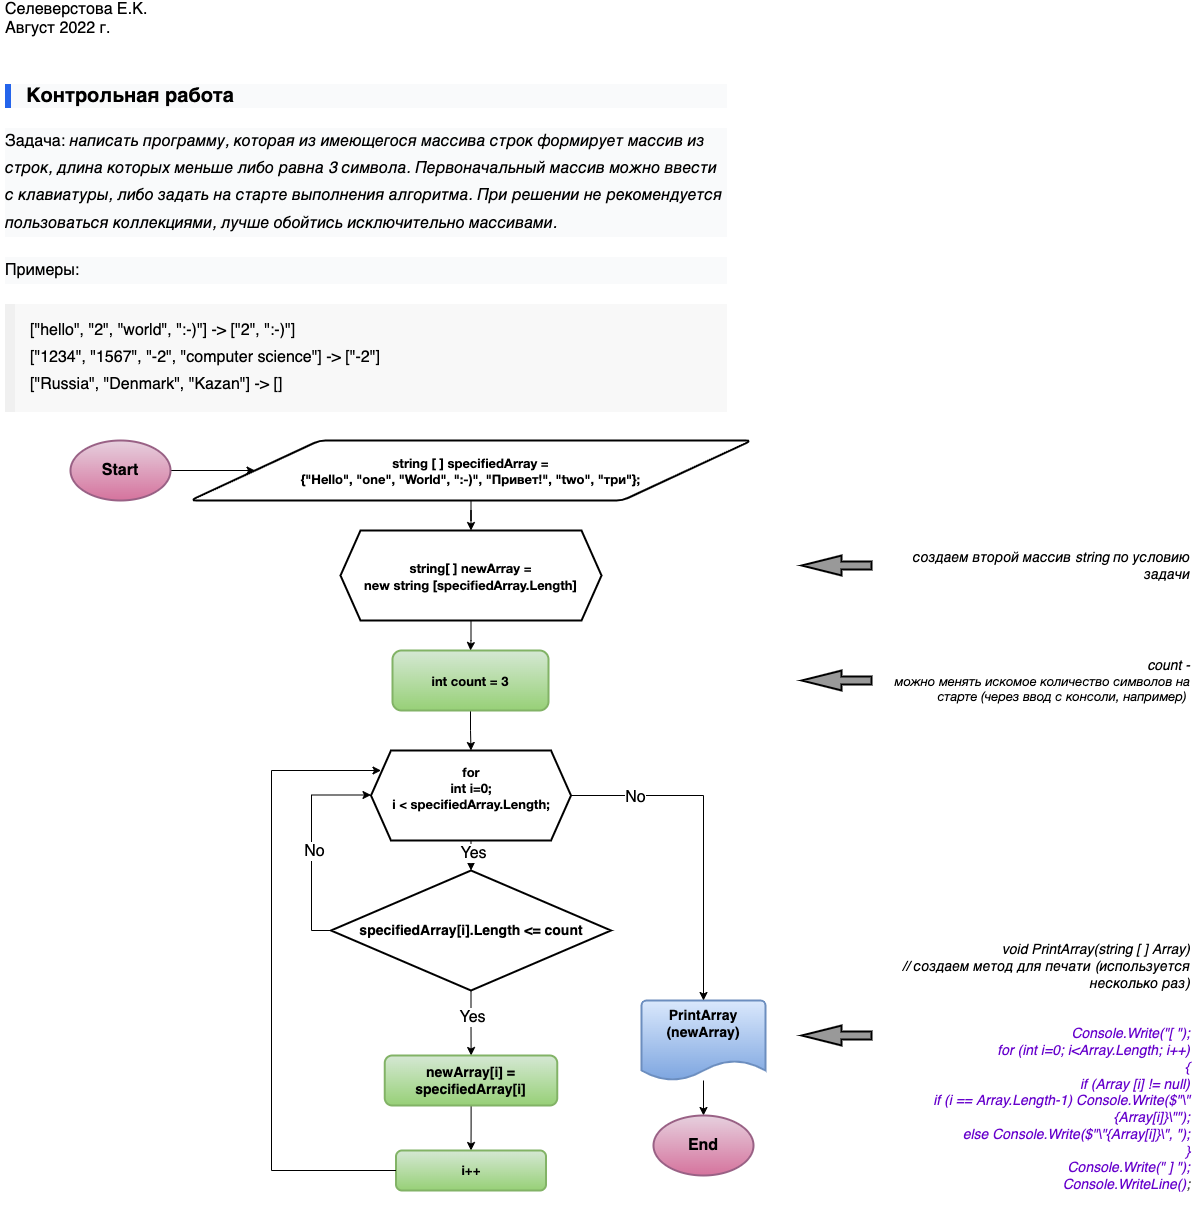 Селеверстова Е.К.
Август 2022 г.
Контрольная работа
Задача: написать программу, которая из имеющегося массива строк формирует массив из
строк, длина которых меньше либо равна 3 символа. Первоначальный массив можно ввести
с клавиатуры, либо задать на старте выполнения алгоритма. При решении не рекомендуется
пользоваться коллекциями, лучше обойтись исключительно массивами.
Примеры:
["hello", "2", "world", ":-)"] -> ["2", ":-)"]
["1234", "1567", "-2", "computer science"] -> ["-2"]
["Russia", "Denmark", "Kazan"] -> []
Start
string [ ] specifiedArray =
{"Hello", "one", "World", ":-)", "Привет!", "two", "три"};
string[ ] newArray =
new string [specifiedArray.Length]
создаем второй массив string по условию
задачи
int count = 3
count -
можно менять искомое количество символов на
старте (через ввод с консоли, например)
for
int i=0;
i < specifiedArray.Length;
No
No
Yes
specifiedArray[i].Length <= count
Yes
newArray[i] =
specifiedArray[i]
i++
PrintArray
(newArray)
End
void PrintArray(string [ ] Array)
// создаем метод для печати (используется
несколько раз)
Console.Write("[ ");
for (int i=0; i<Array.Length; i++)
{
if (Array [i] != null)
if (i == Array.Length-1) Console.Write($"\"
{Array[i]}\"");
else Console.Write($"\"{Array[i]}\", ");
}
Console.Write(" ] ");
Console.WriteLine();